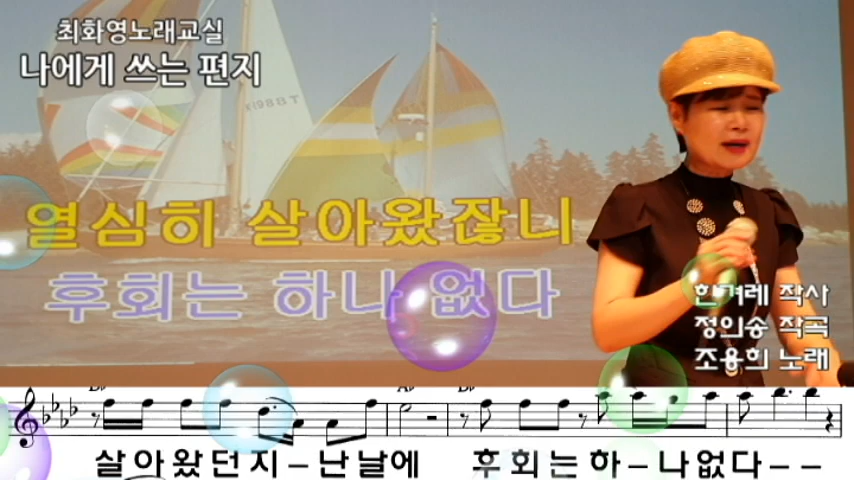 최화영노래교실
나에게 쓰는 편지
열심히 살아왔잖니
후회는 하나 없다
한겨레 작사
정의송 작곡
조용희 노래
살아왔던지-난날에 후회는하-나없다--